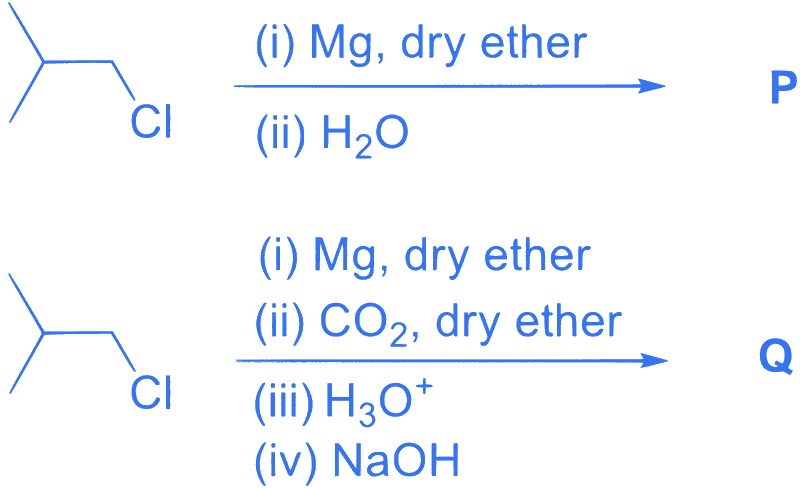 (i) Mg, dry ether
P
Cl
(ii) H₂O
(i) Mg, dry ether
(ii) CO₂, dry ether
Q
Cl
(iii) H₃O⁺
(iv) NaOH